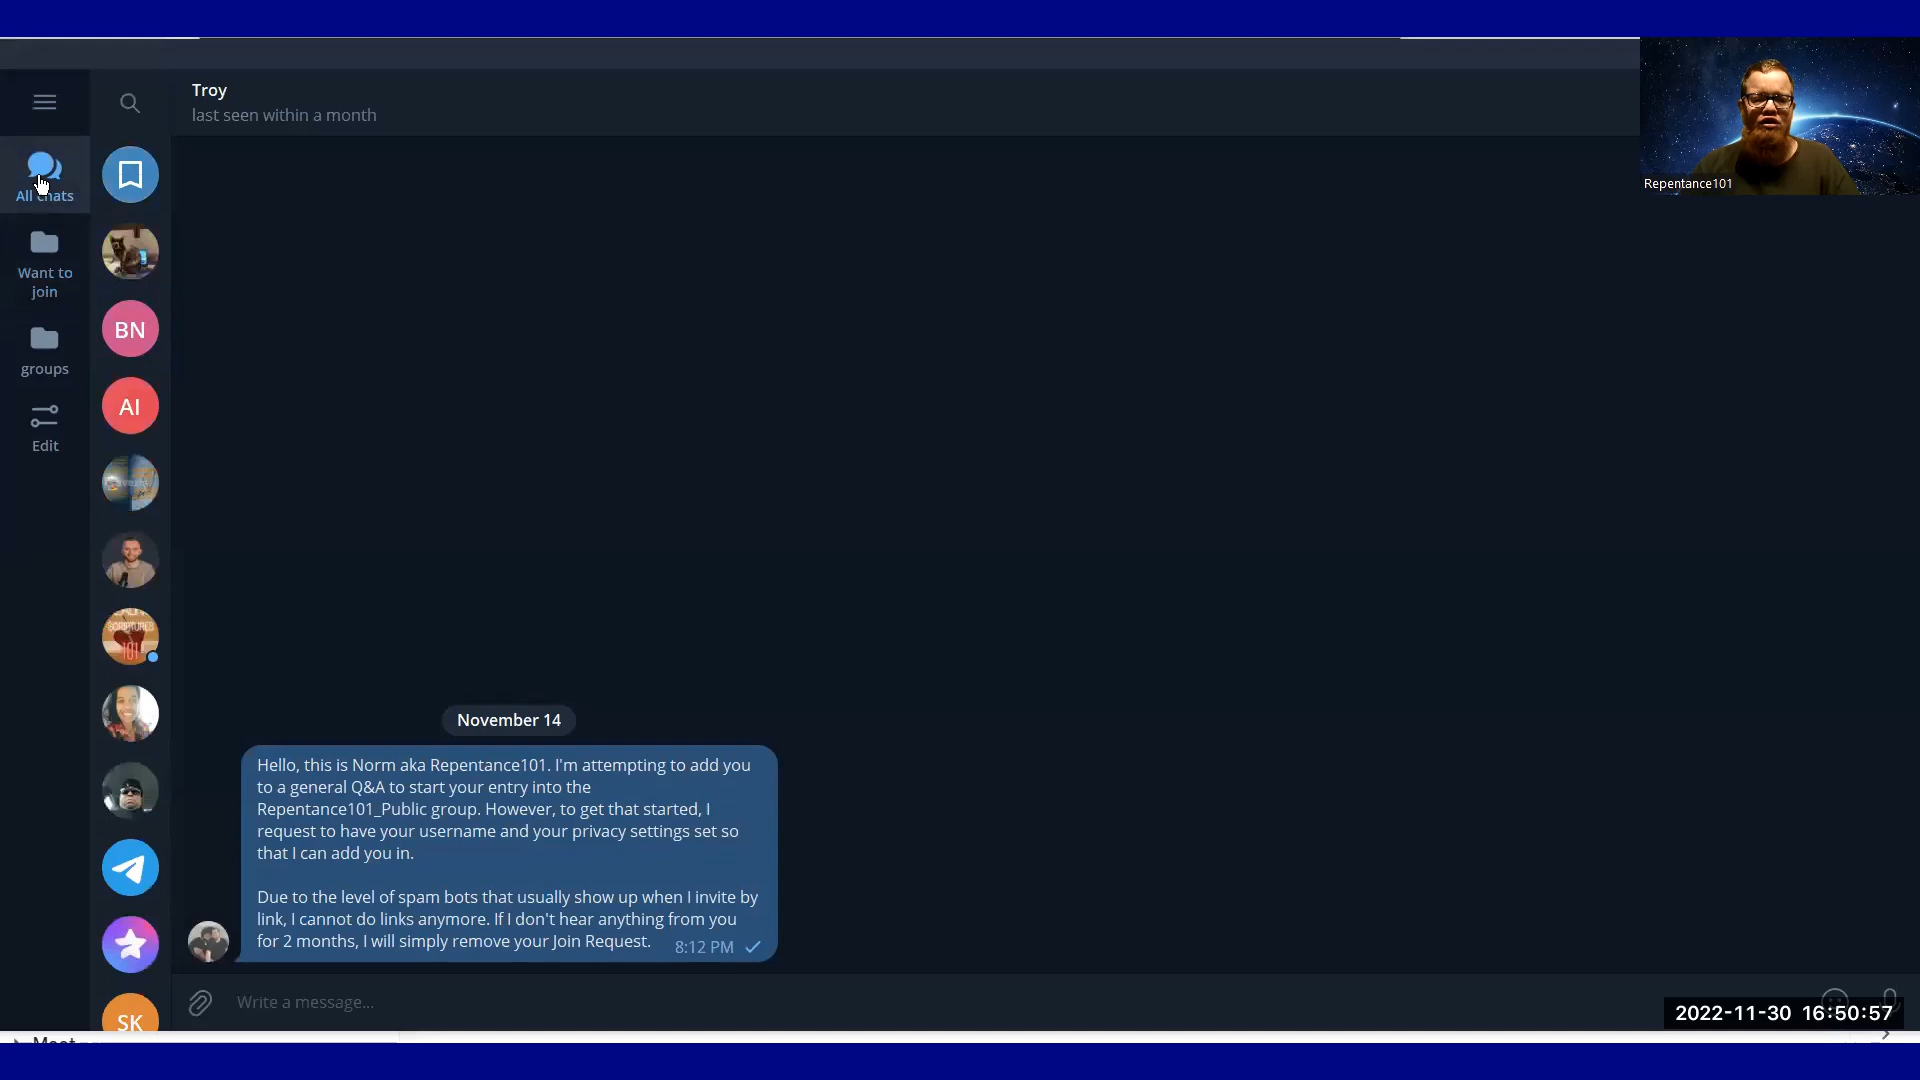 Troy
last seen within a month
Repentance101
All chats
Want to
join
groups
Edit
BN
AI
SCRIPTURES
101
November 14
Hello, this is Norm aka Repentance101. I'm attempting to add you
to a general Q&A to start your entry into the
Repentance101_Public group. However, to get that started, I
request to have your username and your privacy settings set so
that I can add you in.
Due to the level of spam bots that usually show up when I invite by
link, I cannot do links anymore. If I don't hear anything from you
for 2 months, I will simply remove your Join Request.
8:12 PM
SK
Write a message...
2022-11-30 16:50:57